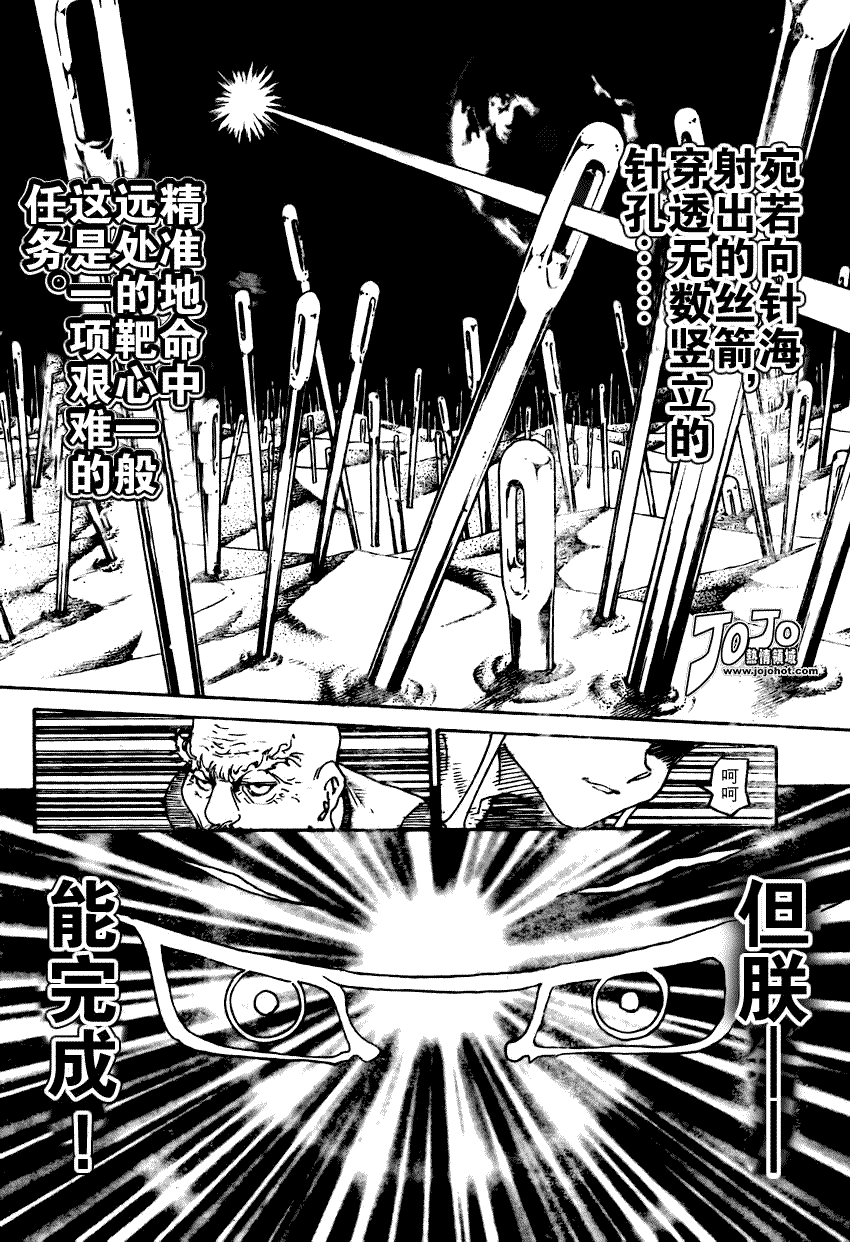 宛若向针海
射出的丝箭，
穿透无数竖立的
针孔……
精准地命中
远处的靶心一般
这是一项艰难的
任务。
JOJO
熱情領域
www.jojohot.com
呵呵
但朕——
能完成！